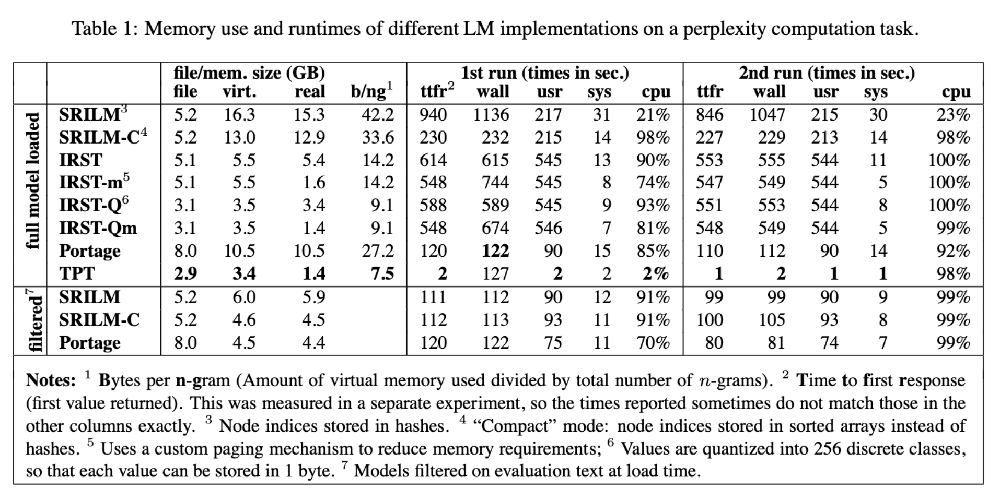 Table 1: Memory use and runtimes of different LM implementations on a perplexity computation task.
file/mem. size (GB) 1st run (times in sec.) 2nd run (times in sec.)
file virt. real b/ng¹ ttfr² wall usr sys cpu ttfr wall usr sys cpu
full model loaded
SRILM³ 5.2 16.3 15.3 42.2 940 1136 217 31 21% 846 1047 215 30 23%
SRILM-C⁴ 5.2 13.0 12.9 33.6 230 232 215 14 98% 227 229 213 14 98%
IRST 5.1 5.5 5.4 14.2 614 615 545 13 90% 553 555 544 11 100%
IRST-m⁵ 5.1 5.5 1.6 14.2 548 744 545 8 74% 547 549 544 5 100%
IRST-Q⁶ 3.1 3.5 3.4 9.1 588 589 545 9 93% 551 553 544 8 100%
IRST-Qm 3.1 3.5 1.4 9.1 548 674 546 7 81% 548 549 544 5 99%
Portage 8.0 10.5 10.5 27.2 120 122 90 15 85% 110 112 90 14 92%
TPT 2.9 3.4 1.4 7.5 2 127 2 2 2% 1 2 1 1 98%
filtered⁷
SRILM 5.2 6.0 5.9 111 112 90 12 91% 99 99 90 9 99%
SRILM-C 5.2 4.6 4.5 112 113 93 11 91% 100 105 93 8 99%
Portage 8.0 4.5 4.4 120 122 75 11 70% 80 81 74 7 99%
Notes: ¹ Bytes per n-gram (Amount of virtual memory used divided by total number of n-grams). ² Time to first response
(first value returned). This was measured in a separate experiment, so the times reported sometimes do not match those in the
other columns exactly. ³ Node indices stored in hashes. ⁴ “Compact” mode: node indices stored in sorted arrays instead of
hashes. ⁵ Uses a custom paging mechanism to reduce memory requirements; ⁶ Values are quantized into 256 discrete classes,
so that each value can be stored in 1 byte. ⁷ Models filtered on evaluation text at load time.